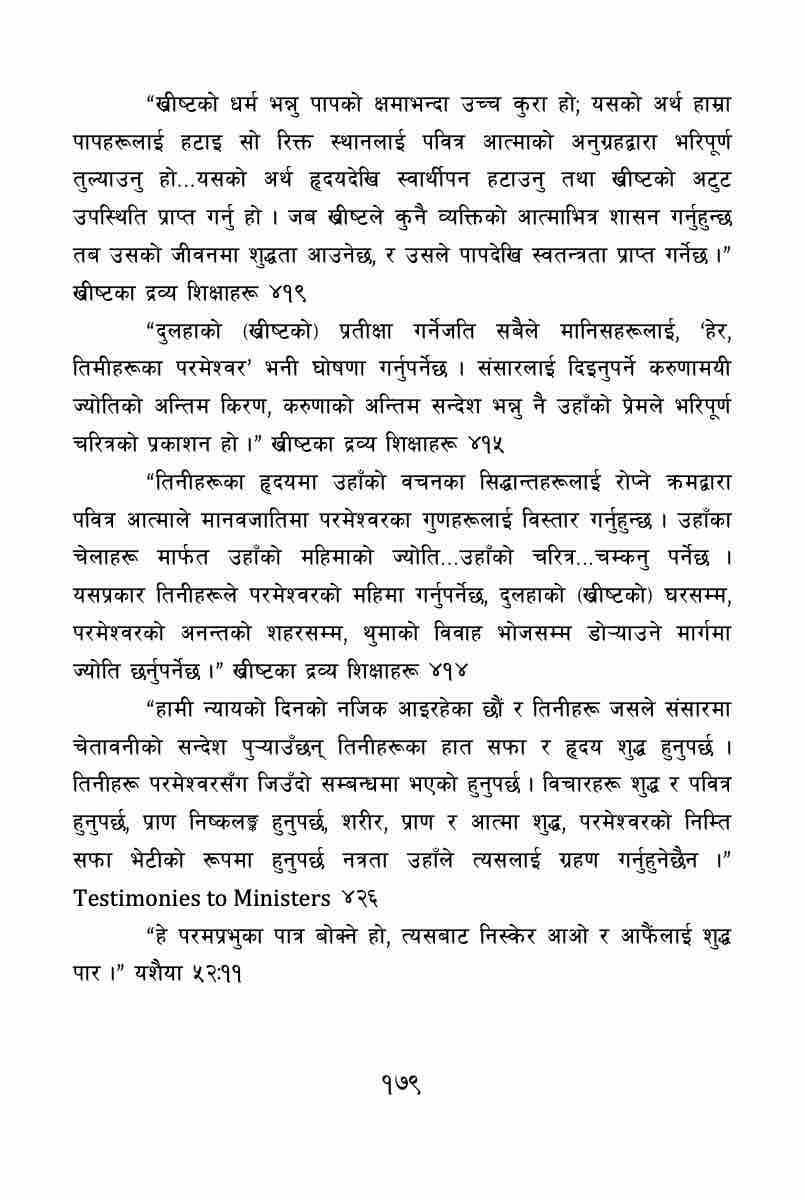 “ख्रीष्टको धर्म भन्नु पापको क्षमाभन्दा उच्च कुरा हो; यसको अर्थ हाम्रा
पापहरूलाई हटाइ सो रिक्त स्थानलाई पवित्र आत्माको अनुग्रहद्वारा भरिपूर्ण
तुल्याउनु हो...यसको अर्थ हृदयदेखि स्वार्थीपन हटाउनु तथा ख्रीष्टको अटुट
उपस्थिति प्राप्त गर्नु हो । जब ख्रीष्टले कुनै व्यक्तिको आत्माभित्र शासन गर्नुहुन्छ
तब उसको जीवनमा शुद्धता आउनेछ, र उसले पापदेखि स्वतन्त्रता प्राप्त गर्नेछ ।”
ख्रीष्टका द्रव्य शिक्षाहरू ४१९
“दुलहाको (ख्रीष्टको) प्रतीक्षा गर्नेजति सबैले मानिसहरूलाई, ‘हेर,
तिमीहरूका परमेश्वर’ भनी घोषणा गर्नुपर्नेछ । संसारलाई दिइनुपर्ने करुणामयी
ज्योतिको अन्तिम किरण, करुणाको अन्तिम सन्देश भन्नु नै उहाँको प्रेमले भरिपूर्ण
चरित्रको प्रकाशन हो ।” ख्रीष्टका द्रव्य शिक्षाहरू ४१५
“तिनीहरूका हृदयमा उहाँको वचनका सिद्धान्तहरूलाई रोप्ने क्रमद्वारा
पवित्र आत्माले मानवजातिमा परमेश्वरका गुणहरूलाई विस्तार गर्नुहुन्छ । उहाँका
चेलाहरू मार्फत उहाँको महिमाको ज्योति...उहाँको चरित्र...चम्कनु पर्नेछ ।
यसप्रकार तिनीहरूले परमेश्वरको महिमा गर्नुपर्नेछ, दुलहाको (ख्रीष्टको) घरसम्म,
परमेश्वरको अनन्तको शहरसम्म, थुमाको विवाह भोजसम्म डोऱ्याउने मार्गमा
ज्योति छर्नुपर्नेछ ।” ख्रीष्टका द्रव्य शिक्षाहरू ४१४
“हामी न्यायको दिनको नजिक आइरहेका छौं र तिनीहरू जसले संसारमा
चेतावनीको सन्देश पुऱ्याउँछन् तिनीहरूका हात सफा र हृदय शुद्ध हुनुपर्छ ।
तिनीहरू परमेश्वरसँग जिउँदो सम्बन्धमा भएको हुनुपर्छ । विचारहरू शुद्ध र पवित्र
हुनुपर्छ, प्राण निष्कलङ्क हुनुपर्छ, शरीर, प्राण र आत्मा शुद्ध, परमेश्वरको निम्ति
सफा भेटीको रूपमा हुनुपर्छ नत्रता उहाँले त्यसलाई ग्रहण गर्नुहुनेछैन ।”
Testimonies to Ministers ४२६
“हे परमप्रभुका पात्र बोक्ने हो, त्यसबाट निस्केर आओ र आफैंलाई शुद्ध
पार ।” यशैया ५२:११
१७९